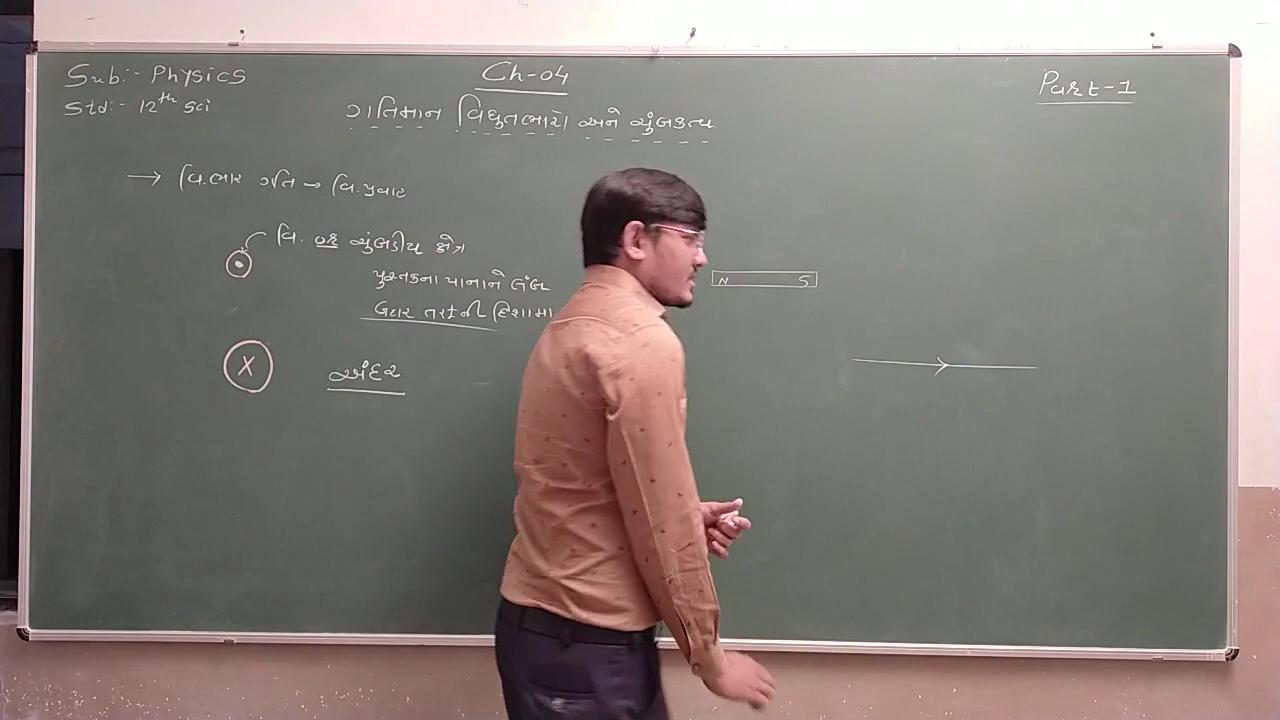 Sub:- Physics
Ch-04
Part-1
Std:- 12th Sci
ગતિમાન વિદ્યુતભારો અને ચુંબકત્વ
→ વિ.ભાર ગતિ → વિ.પ્રવાહ
વિ. ચુંબકીય ક્ષેત્ર
પુસ્તકના પાનાને લંબ
N S
બહાર તરફની દિશામાં
X અંદર